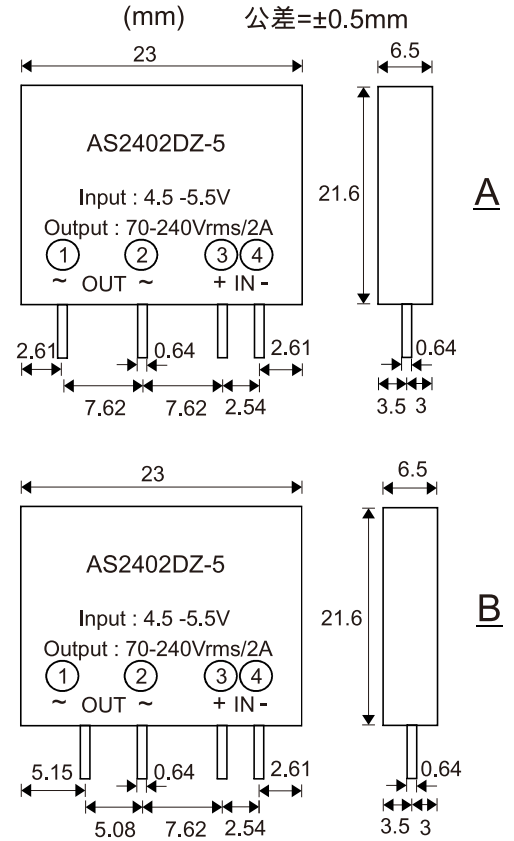 (mm) 公差=±0.5mm
23 6.5
AS2402DZ-5
Input : 4.5 -5.5V
21.6 A
Output : 70-240Vrms/2A
1 2 3 4
~ OUT ~ + IN -
2.61 0.64 2.61 0.64
7.62 7.62 2.54 3.5 3
23 6.5
AS2402DZ-5
Input : 4.5 -5.5V
21.6 B
Output : 70-240Vrms/2A
1 2 3 4
~ OUT ~ + IN -
5.15 0.64 2.61 0.64
5.08 7.62 2.54 3.5 3